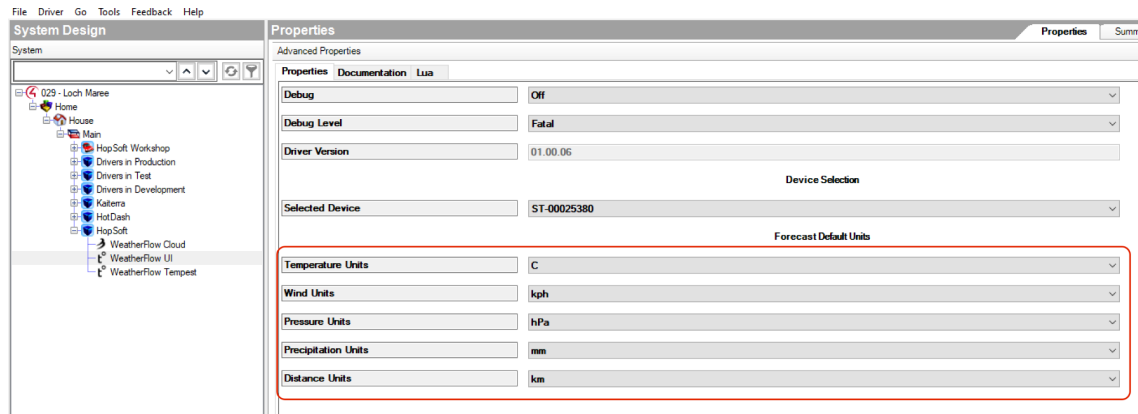 File Driver Go Tools Feedback Help
System Design
System
029 - Loch Maree
Home
House
Main
HopSoft Workshop
Drivers in Production
Drivers in Test
Drivers in Development
Kaiterra
HotDash
HopSoft
WeatherFlow Cloud
WeatherFlow UI
WeatherFlow Tempest
Properties
Properties Summ
Advanced Properties
Properties Documentation Lua
Debug Off
Debug Level Fatal
Driver Version 01.00.06
Device Selection
Selected Device ST-00025380
Forecast Default Units
Temperature Units C
Wind Units kph
Pressure Units hPa
Precipitation Units mm
Distance Units km